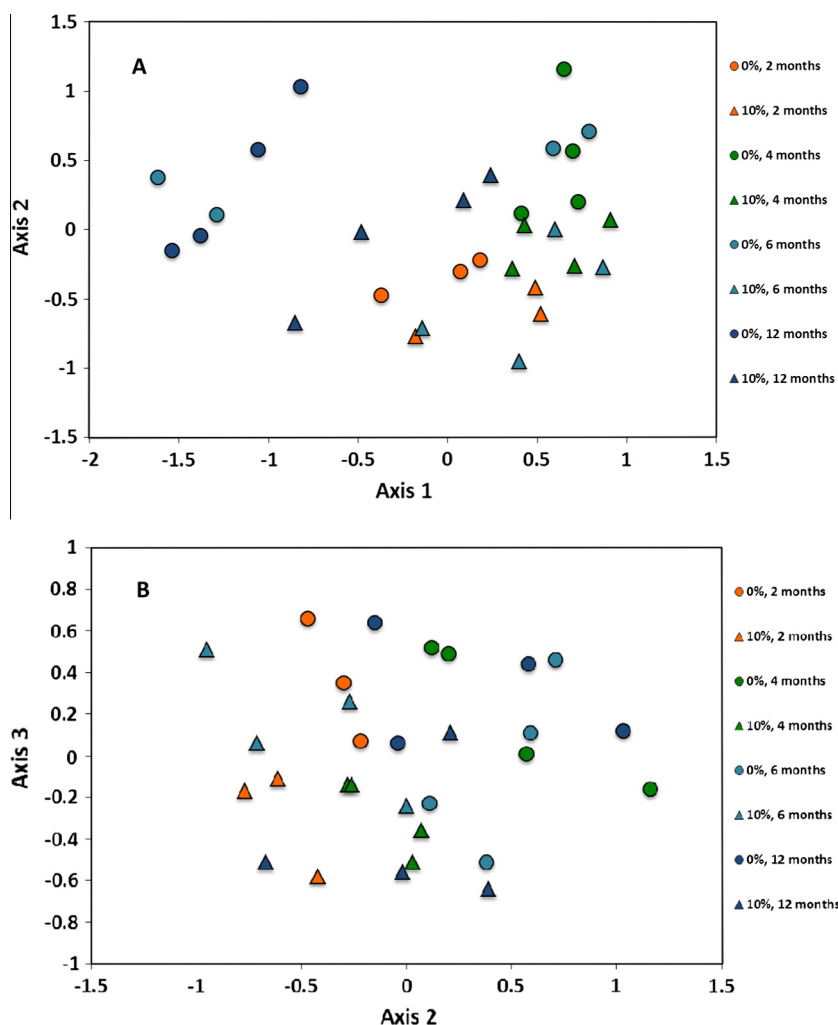 A
1.5
1
0.5
0
-0.5
-1
-1.5
Axis 2
-2
-1.5
-1
-0.5
0
0.5
1
1.5
Axis 1
0%, 2 months
10%, 2 months
0%, 4 months
10%, 4 months
0%, 6 months
10%, 6 months
0%, 12 months
10%, 12 months
B
1
0.8
0.6
0.4
0.2
0
-0.2
-0.4
-0.6
-0.8
-1
Axis 3
-1.5
-1
-0.5
0
0.5
1
1.5
Axis 2
0%, 2 months
10%, 2 months
0%, 4 months
10%, 4 months
0%, 6 months
10%, 6 months
0%, 12 months
10%, 12 months